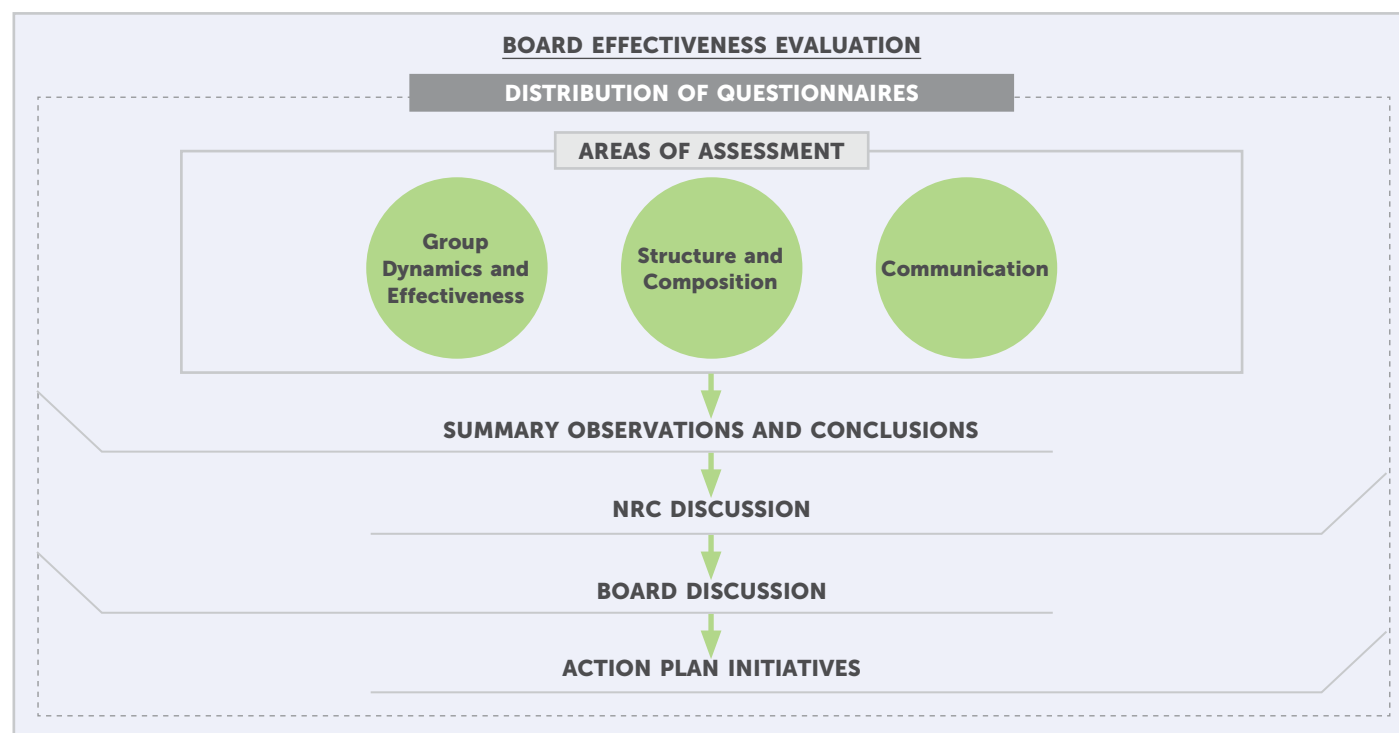 BOARD EFFECTIVENESS EVALUATION
DISTRIBUTION OF QUESTIONNAIRES
AREAS OF ASSESSMENT
Group
Dynamics and
Effectiveness
Structure and
Composition
Communication
SUMMARY OBSERVATIONS AND CONCLUSIONS
NRC DISCUSSION
BOARD DISCUSSION
ACTION PLAN INITIATIVES